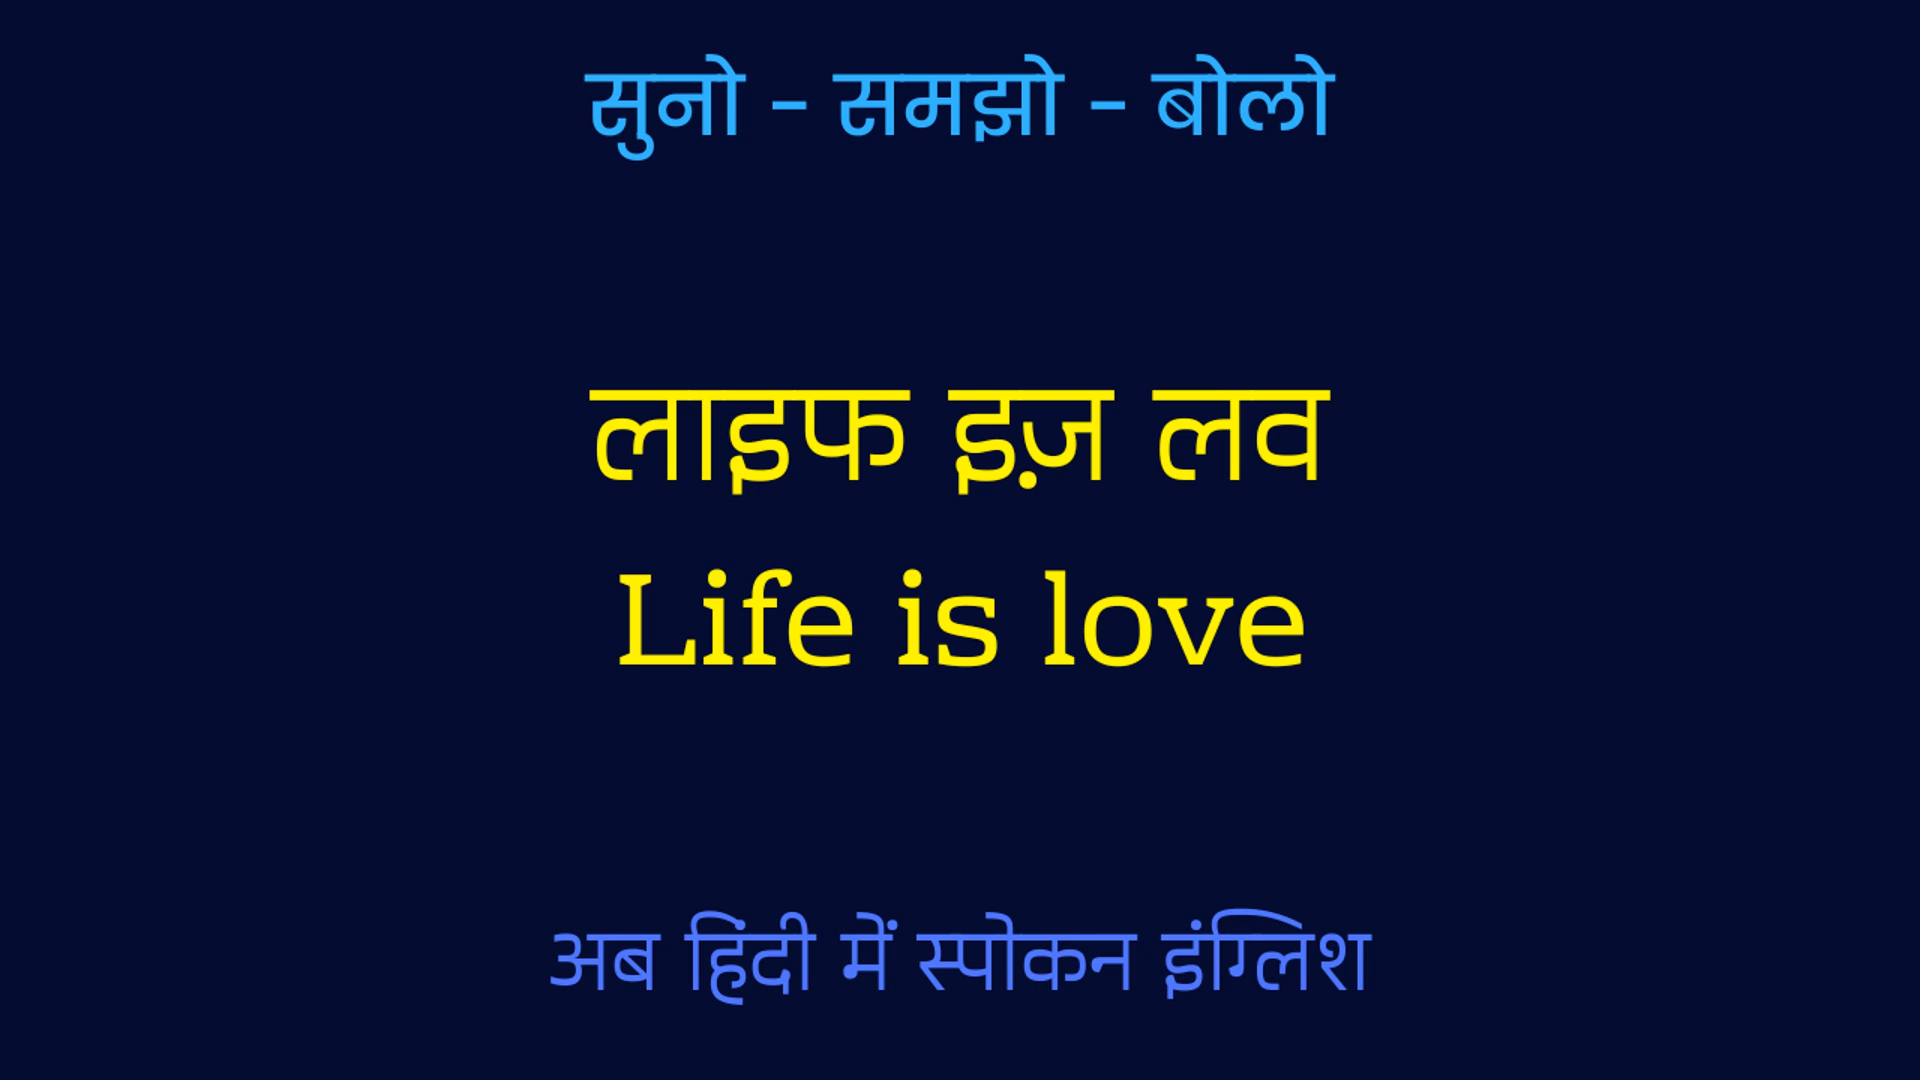 सुनो - समझो - बोलो
लाइफ इज़ लव
Life is love
अब हिंदी में स्पोकन इंग्लिश